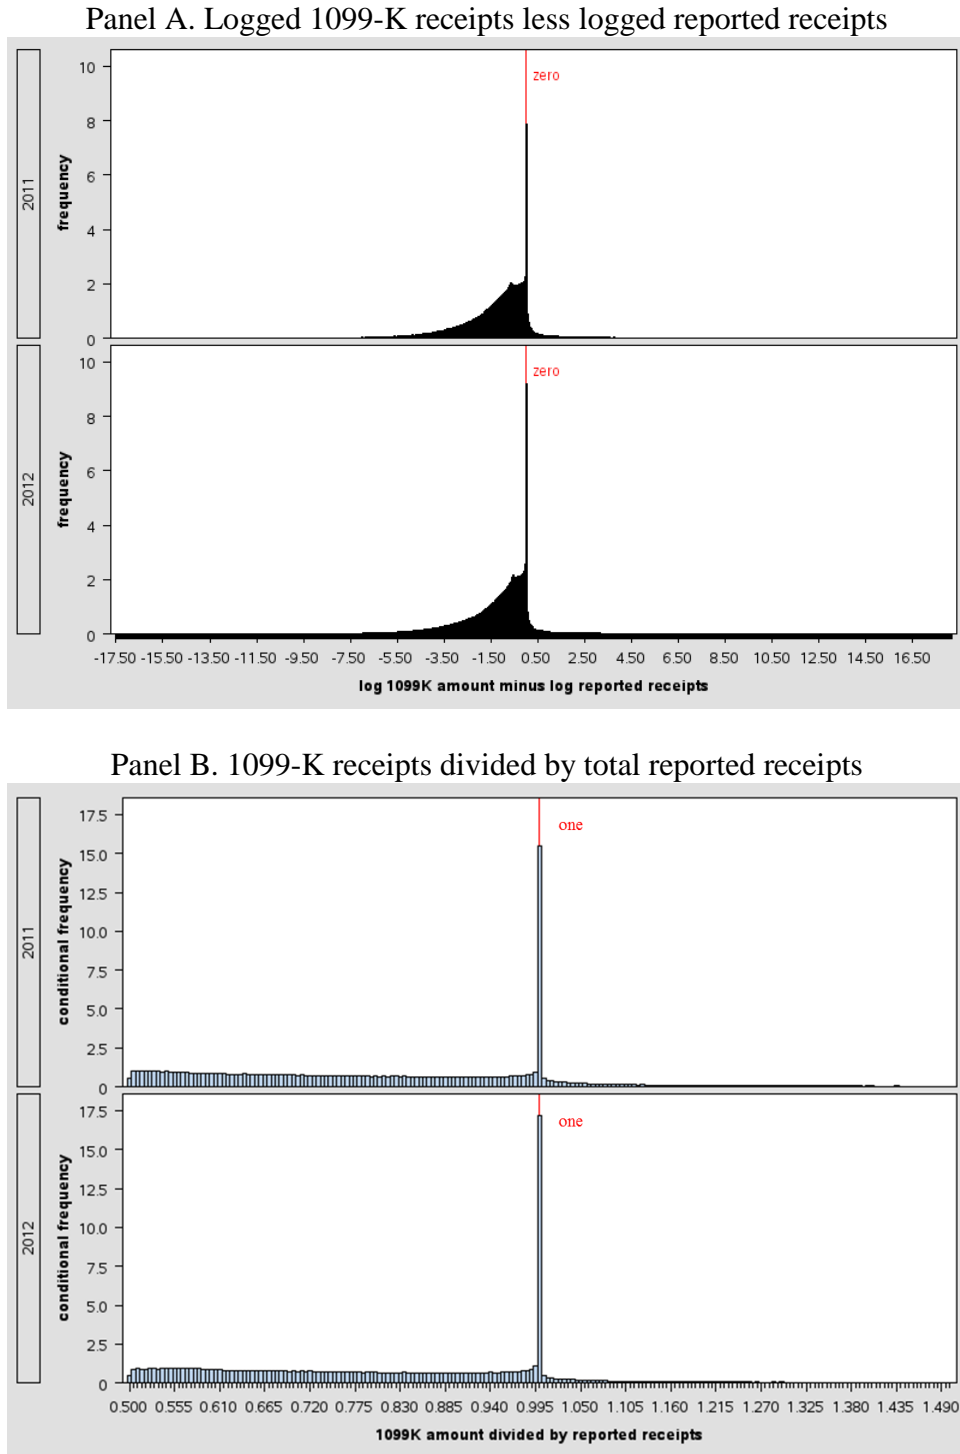 Panel A. Logged 1099-K receipts less logged reported receipts
2011
frequency
10
8
6
4
2
0
zero
2012
frequency
10
8
6
4
2
0
zero
-17.50 -15.50 -13.50 -11.50 -9.50 -7.50 -5.50 -3.50 -1.50 0.50 2.50 4.50 6.50 8.50 10.50 12.50 14.50 16.50
log 1099K amount minus log reported receipts
Panel B. 1099-K receipts divided by total reported receipts
2011
conditional frequency
17.5
15.0
12.5
10.0
7.5
5.0
2.5
0
one
2012
conditional frequency
17.5
15.0
12.5
10.0
7.5
5.0
2.5
0
one
0.500 0.555 0.610 0.665 0.720 0.775 0.830 0.885 0.940 0.995 1.050 1.105 1.160 1.215 1.270 1.325 1.380 1.435 1.490
1099K amount divided by reported receipts